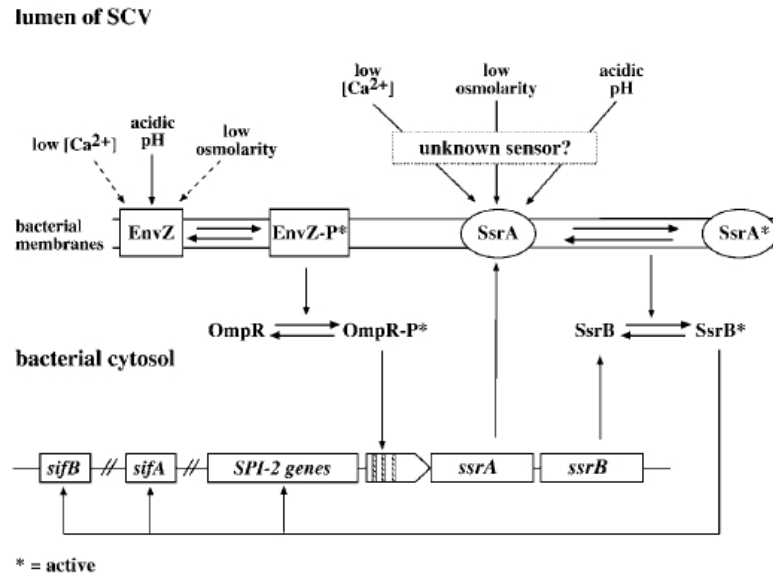 lumen of SCV
low
[Ca2+]
low
osmolarity
acidic
pH
low [Ca2+]
acidic
pH
low
osmolarity
unknown sensor?
bacterial
membranes
EnvZ
EnvZ-P*
SsrA
SsrA*
OmpR
OmpR-P*
SsrB
SsrB*
bacterial cytosol
sifB
//
sifA
//
SPI-2 genes
ssrA
ssrB
* = active